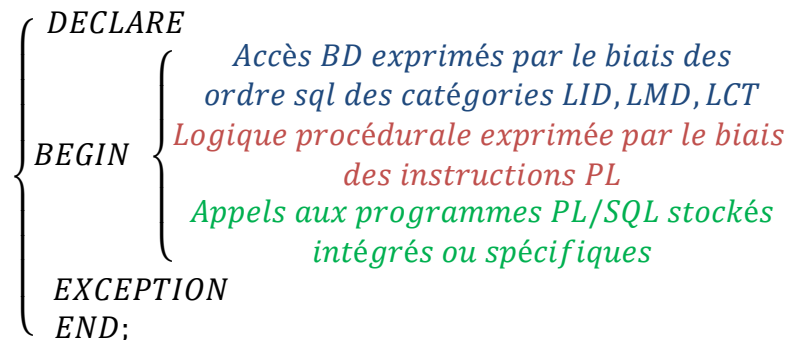 DECLARE
Accès BD exprimés par le biais des
ordre sql des catégories LID, LMD, LCT
BEGIN
Logique procédurale exprimée par le biais
des instructions PL
Appels aux programmes PL/SQL stockés
intégrés ou spécifiques
EXCEPTION
END;